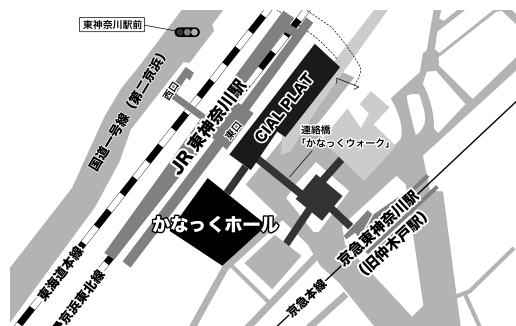 東神奈川駅前
国道一号線（第二京浜）
西口
JR東神奈川駅
東口
CIAL PLAT
連絡橋
「かなっくウォーク」
かなっくホール
京急東神奈川駅
（旧仲木戸駅）
東海道本線
京浜東北線
京急本線